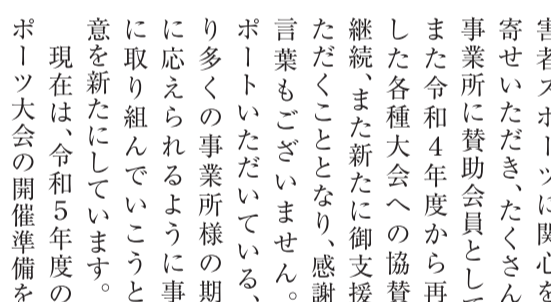 害者スポーツに関心を
寄せいただき、たくさん
事業所に賛助会員として
また令和4年度から再
した各種大会への協賛
継続、また新たに御支援
ただくこととなり、感謝
言葉もございません。
ポートいただいている、
り多くの事業所様の期
に応えられるように事
に取り組んでいこうと
意を新たにしています。
現在は、令和5年度の
ポーツ大会の開催準備を